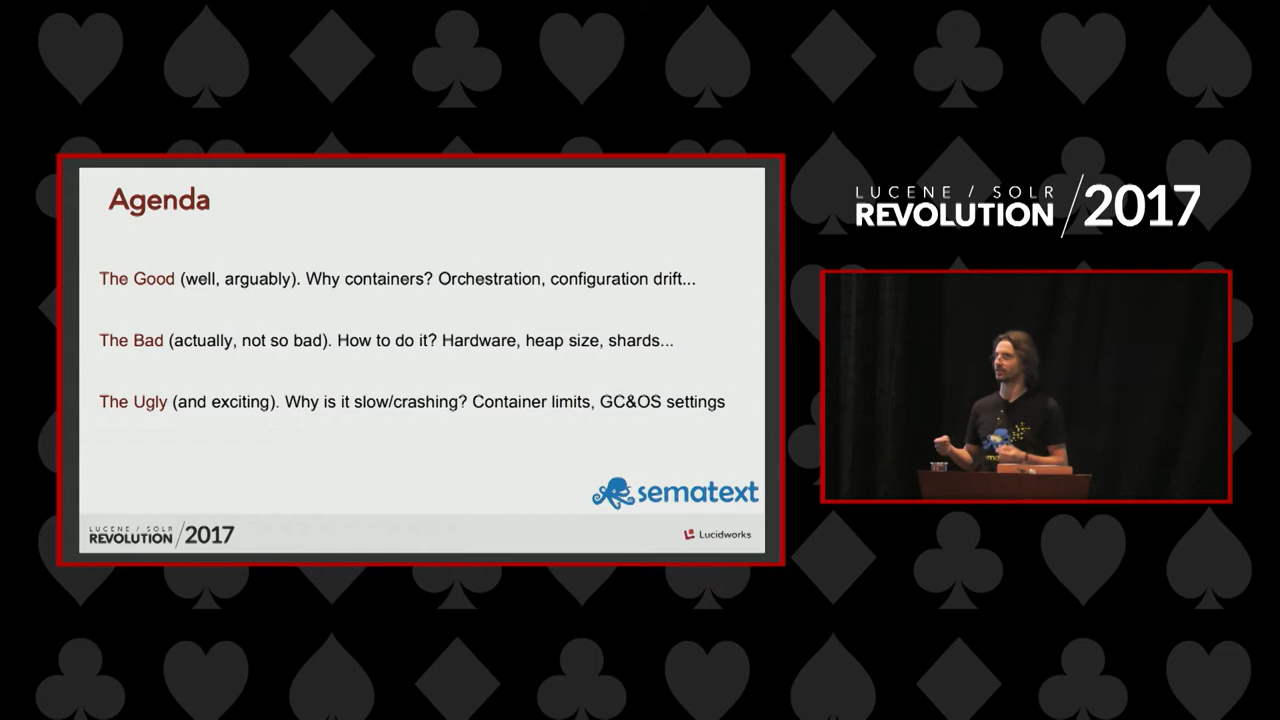 Agenda
The Good (well, arguably). Why containers? Orchestration, configuration drift...
The Bad (actually, not so bad). How to do it? Hardware, heap size, shards...
The Ugly (and exciting). Why is it slow/crashing? Container limits, GC&OS settings
sematext
LUCENE / SOLR
REVOLUTION /2017
Lucidworks
LUCENE / SOLR
REVOLUTION /2017